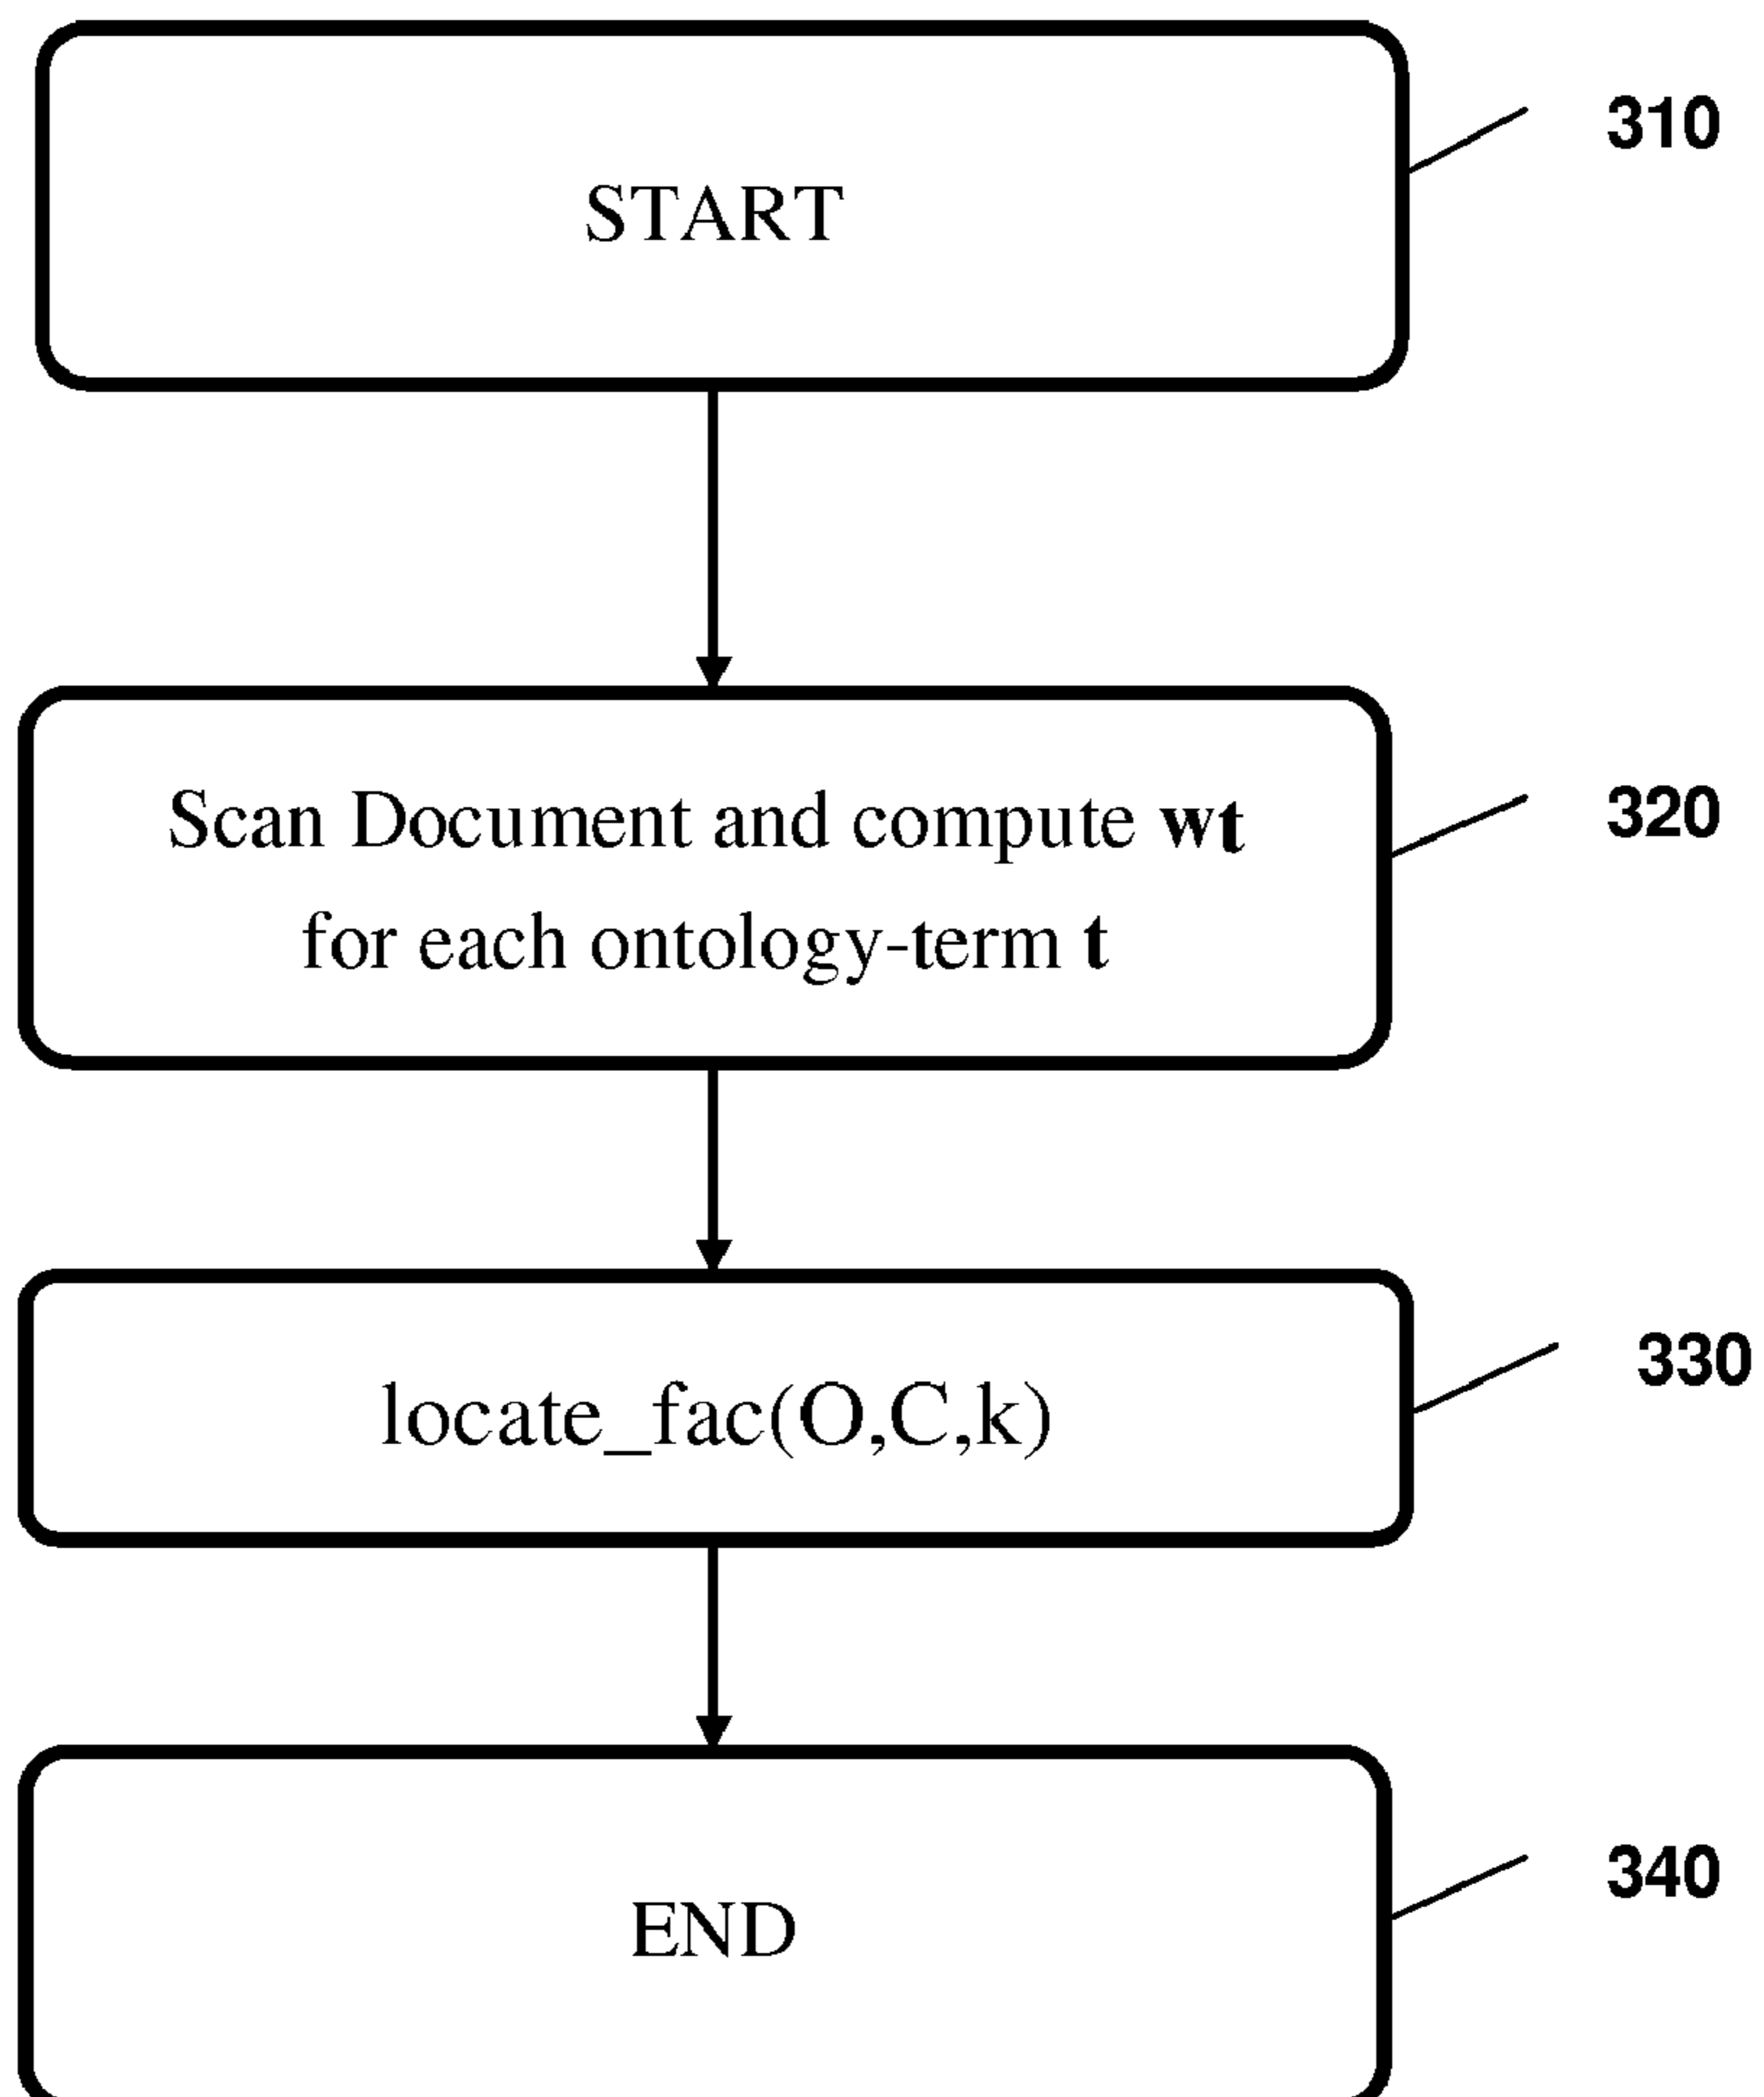 START
310
Scan Document and compute wt
for each ontology-term t
320
locate_fac(O,C,k)
330
END
340